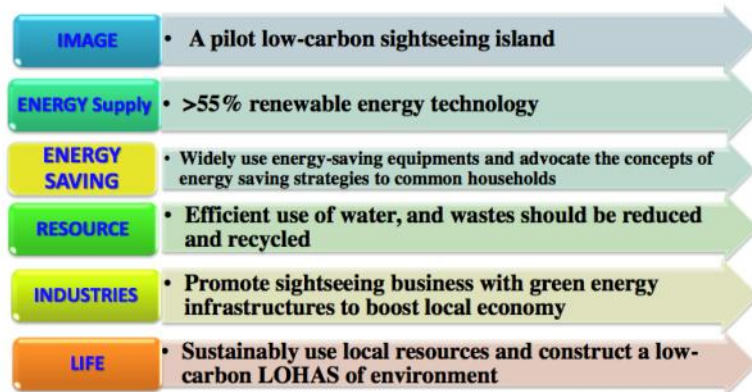 IMAGE
• A pilot low-carbon sightseeing island
ENERGY Supply
• >55% renewable energy technology
ENERGY
SAVING
• Widely use energy-saving equipments and advocate the concepts of
energy saving strategies to common households
RESOURCE
• Efficient use of water, and wastes should be reduced
and recycled
INDUSTRIES
• Promote sightseeing business with green energy
infrastructures to boost local economy
LIFE
• Sustainably use local resources and construct a low-
carbon LOHAS of environment